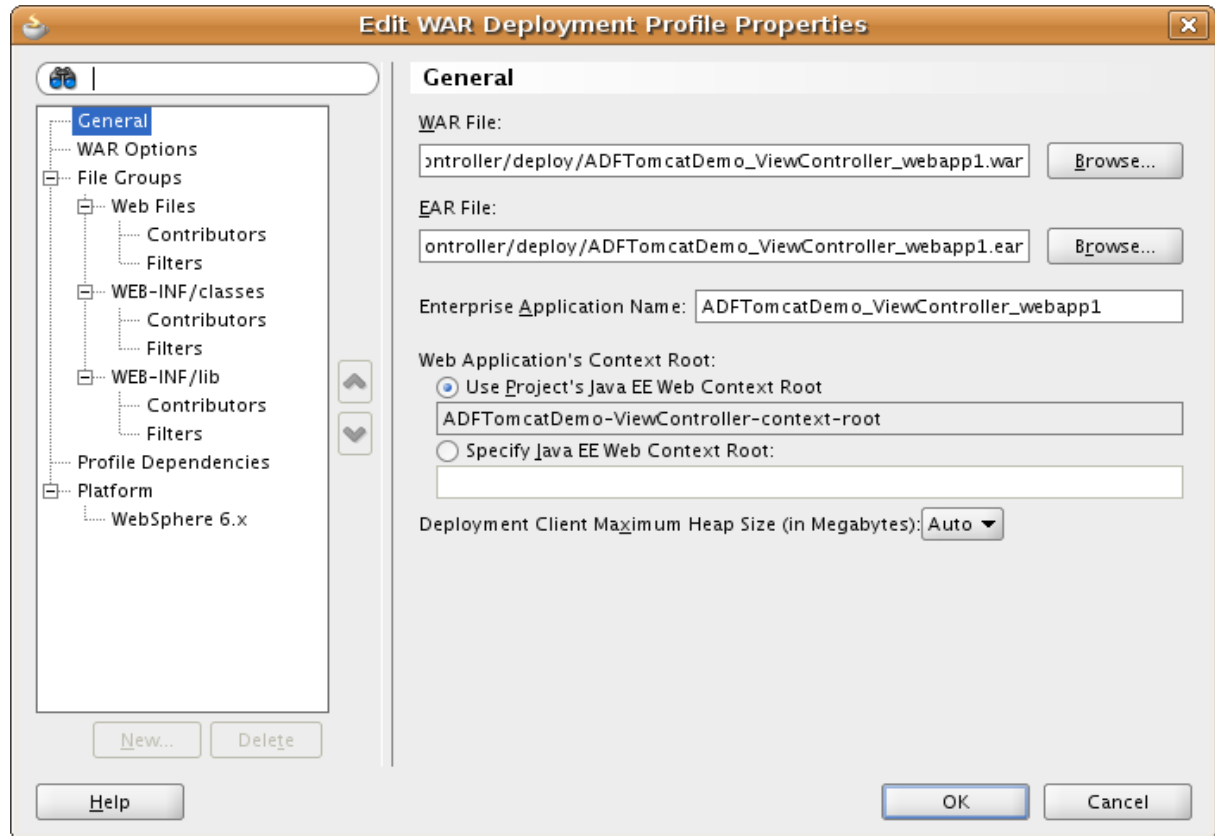 Edit WAR Deployment Profile Properties
General
WAR Options
File Groups
Web Files
Contributors
Filters
WEB-INF/classes
Contributors
Filters
WEB-INF/lib
Contributors
Filters
Profile Dependencies
Platform
WebSphere 6.x
New...
Delete
General
WAR File:
ontroller/deploy/ADFTomcatDemo_ViewController_webapp1.war
Browse...
EAR File:
ontroller/deploy/ADFTomcatDemo_ViewController_webapp1.ear
Browse...
Enterprise Application Name: ADFTomcatDemo_ViewController_webapp1
Web Application's Context Root:
Use Project's Java EE Web Context Root
ADFTomcatDemo-ViewController-context-root
Specify Java EE Web Context Root:
Deployment Client Maximum Heap Size (in Megabytes): Auto
Help
OK
Cancel